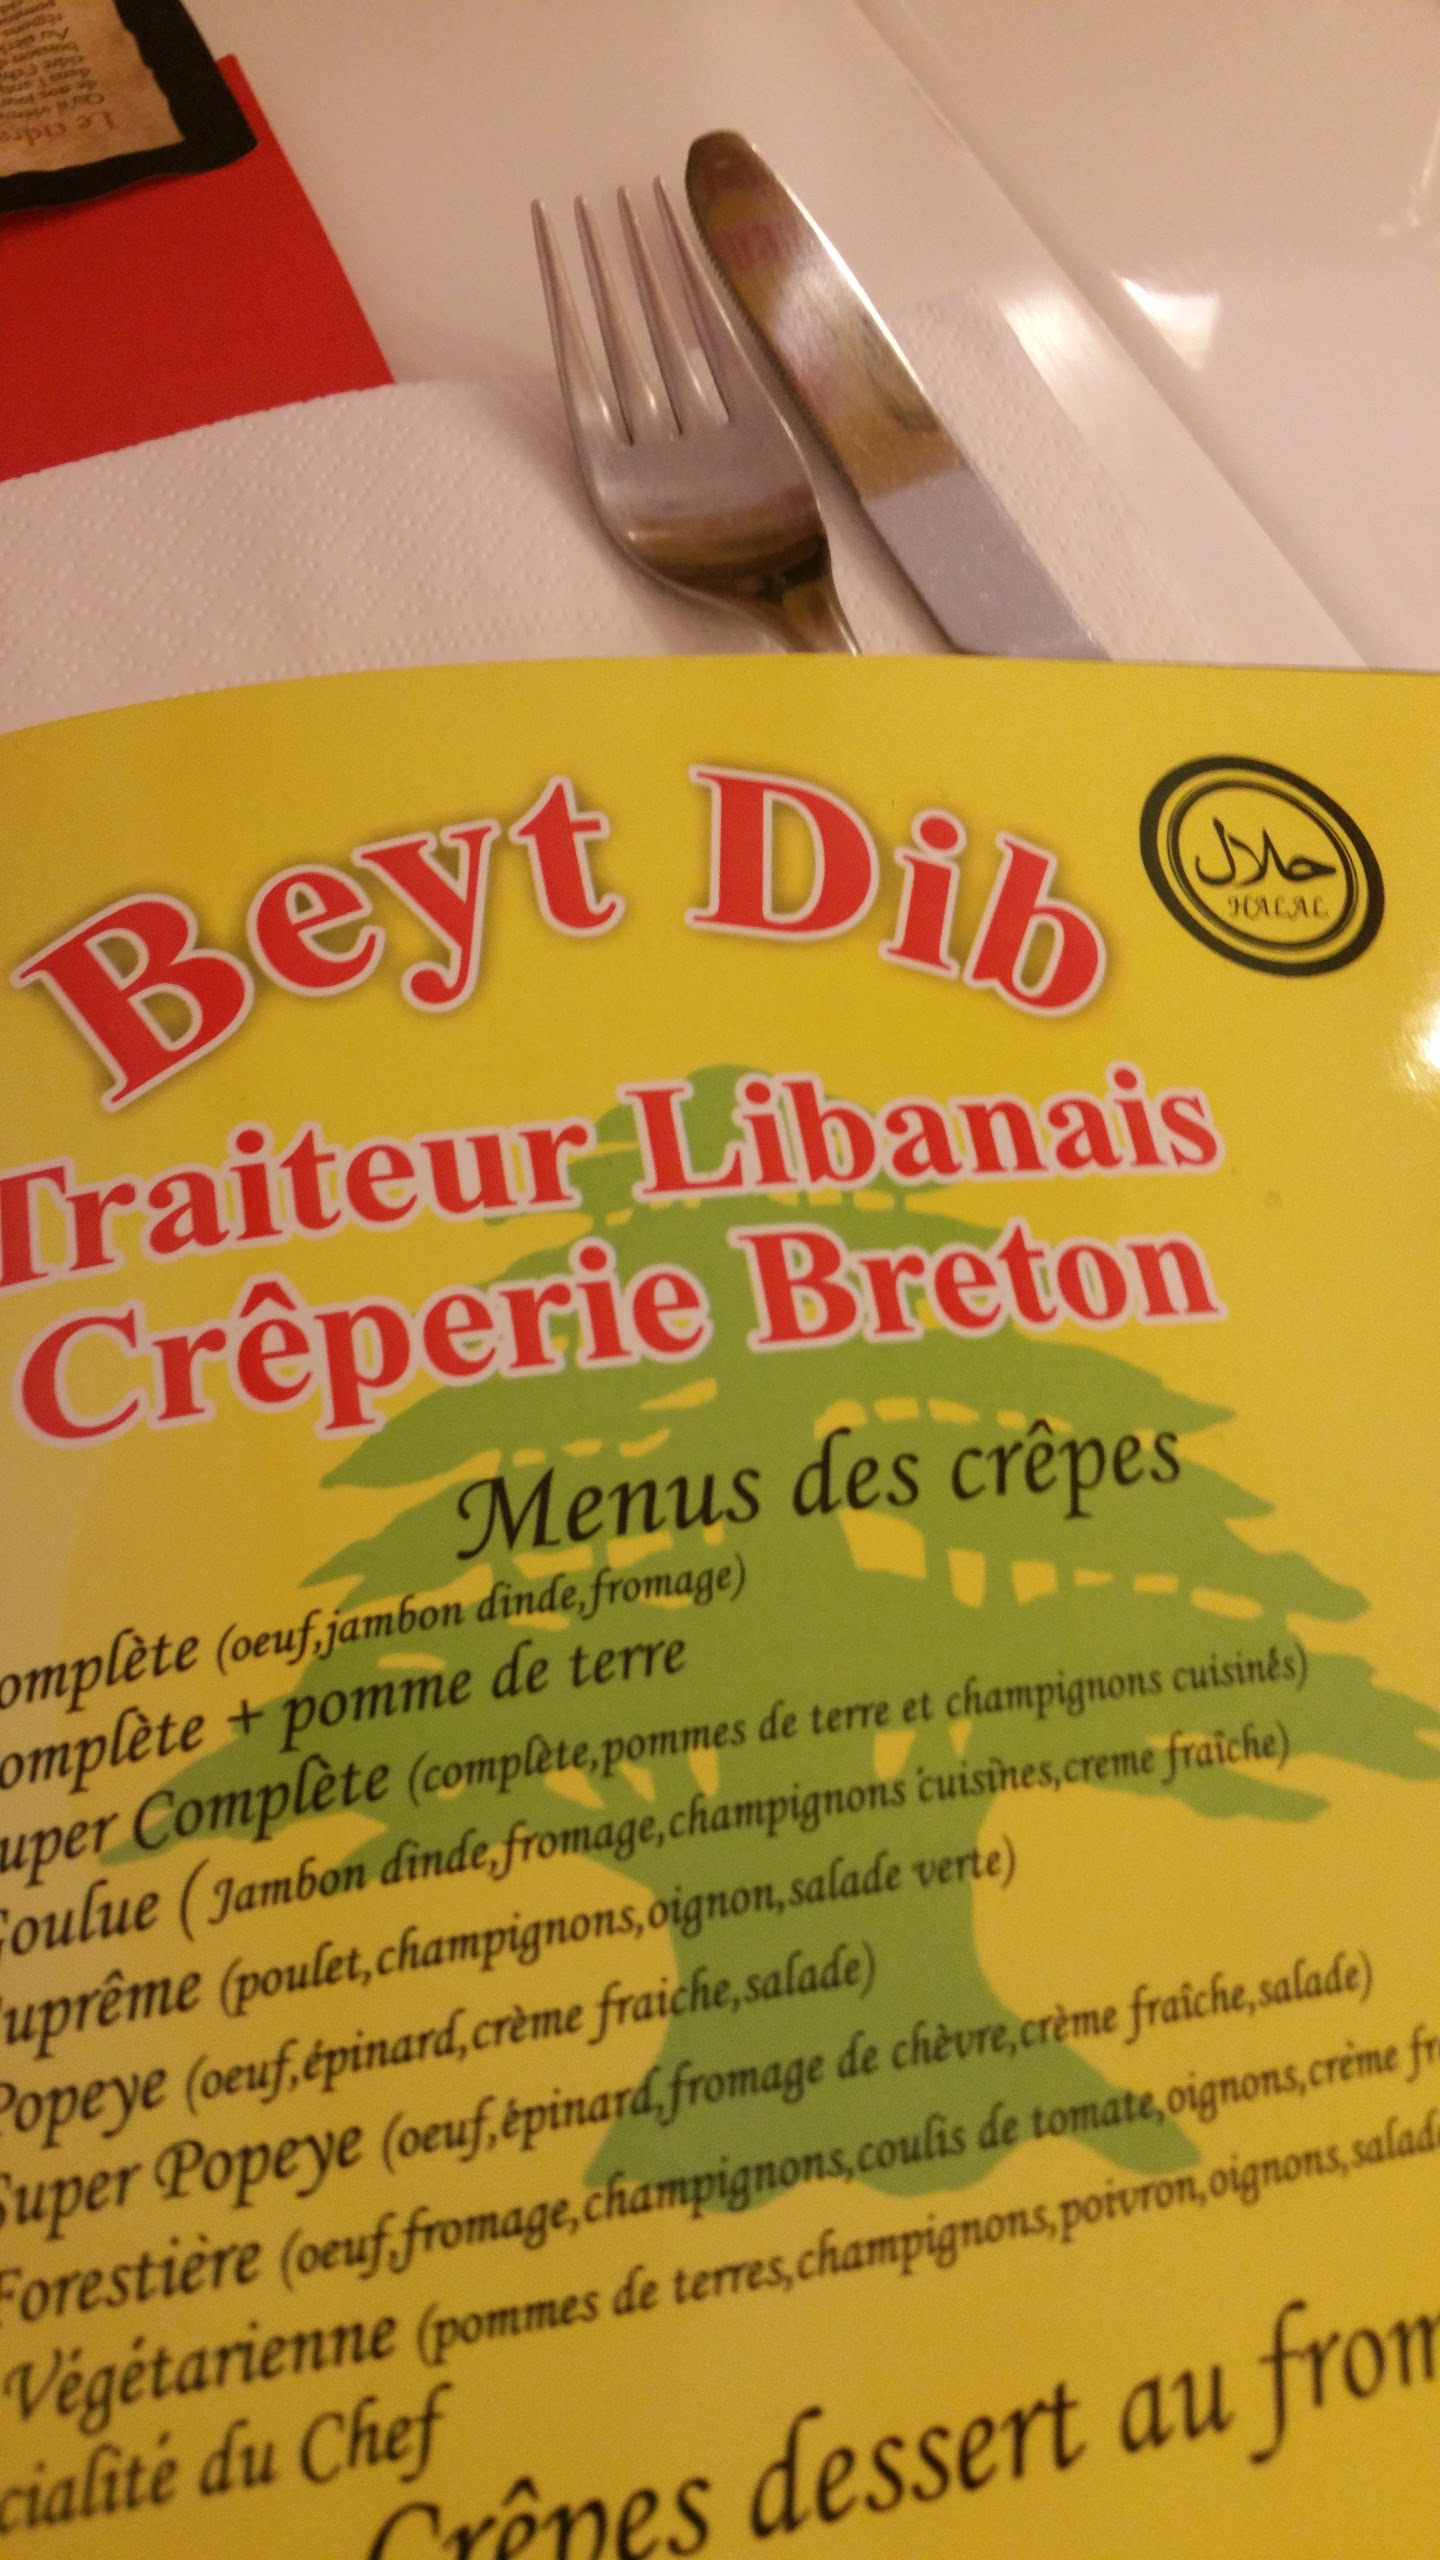 Le cidre
Beyt Dib
حلال
HALAL
Traiteur Libanais
Crêperie Breton
Menus des crêpes
omplète (oeuf,jambon dinde,fromage)
omplète + pomme de terre
uper Complète (complète,pommes de terre et champignons cuisinés)
Goulue ( Jambon dinde,fromage,champignons cuisines,creme fraîche)
uprême (poulet,champignons,oignon,salade verte)
Popeye (oeuf,épinard,crème fraiche,salade)
Super Popeye (oeuf,épinard,fromage de chèvre,crème fraîche,salade)
Forestière (oeuf,fromage,champignons,coulis de tomate,oignons,crème fr
Végétarienne (pommes de terres,champignons,poivron,oignons,salad
cialité du Chef
Crêpes dessert au from